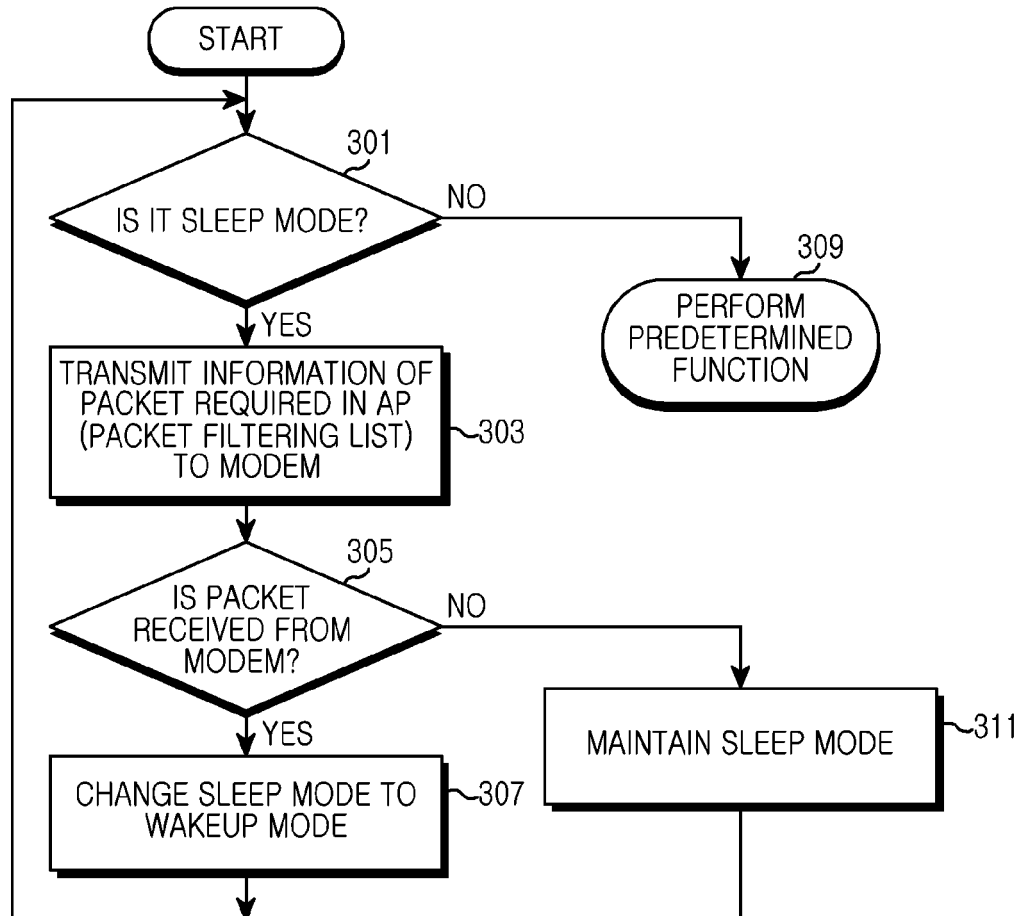 START
301
IS IT SLEEP MODE?
NO
309
PERFORM
PREDETERMINED
FUNCTION
YES
TRANSMIT INFORMATION OF
PACKET REQUIRED IN AP
(PACKET FILTERING LIST)
TO MODEM
303
305
IS PACKET
RECEIVED FROM
MODEM?
NO
YES
MAINTAIN SLEEP MODE
311
CHANGE SLEEP MODE TO
WAKEUP MODE
307